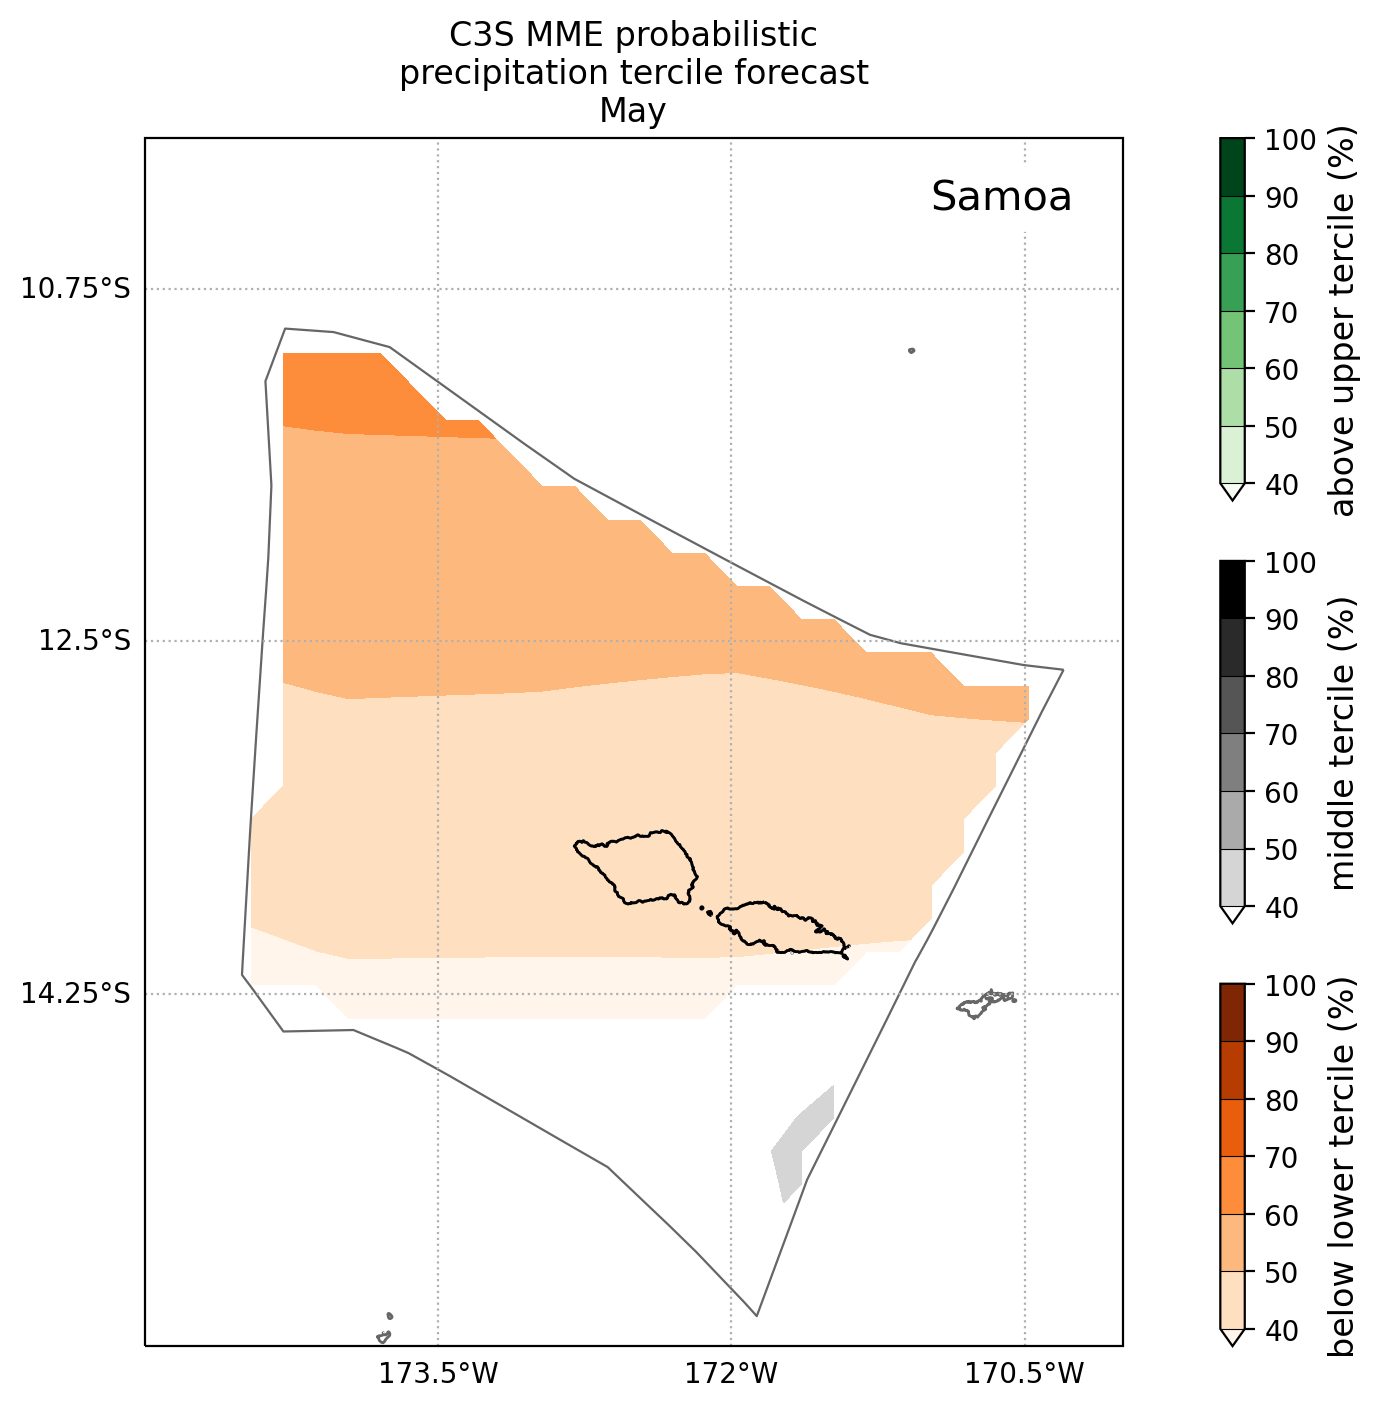 C3S MME probabilistic
precipitation tercile forecast
May
Samoa
10.75°S
12.5°S
14.25°S
173.5°W
172°W
170.5°W
100
90
80
70
60
50
40
above upper tercile (%)
100
90
80
70
60
50
40
middle tercile (%)
100
90
80
70
60
50
40
below lower tercile (%)